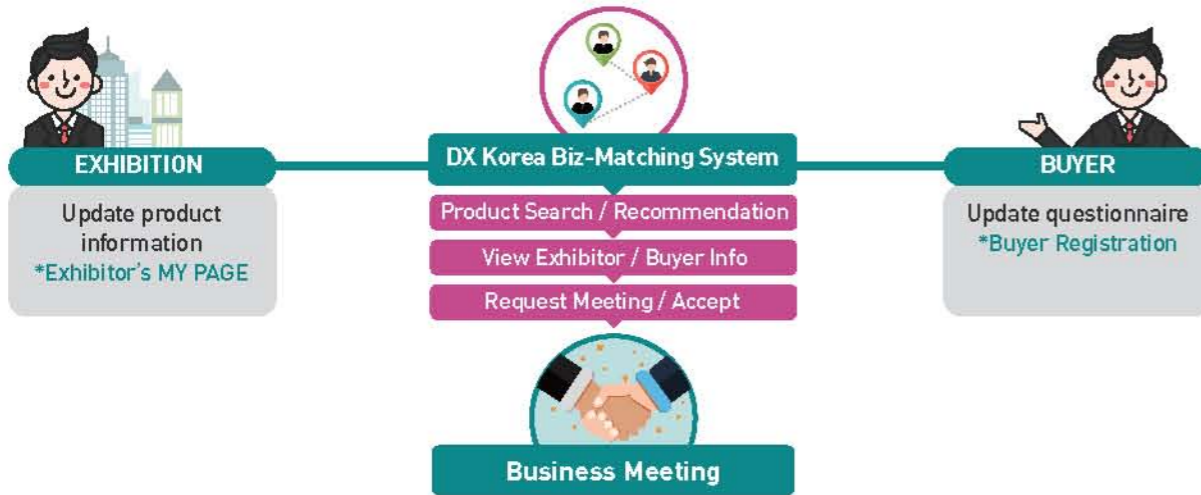 EXHIBITION
Update product
information
*Exhibitor's MY PAGE
DX Korea Biz-Matching System
Product Search / Recommendation
View Exhibitor / Buyer Info
Request Meeting / Accept
Business Meeting
BUYER
Update questionnaire
*Buyer Registration